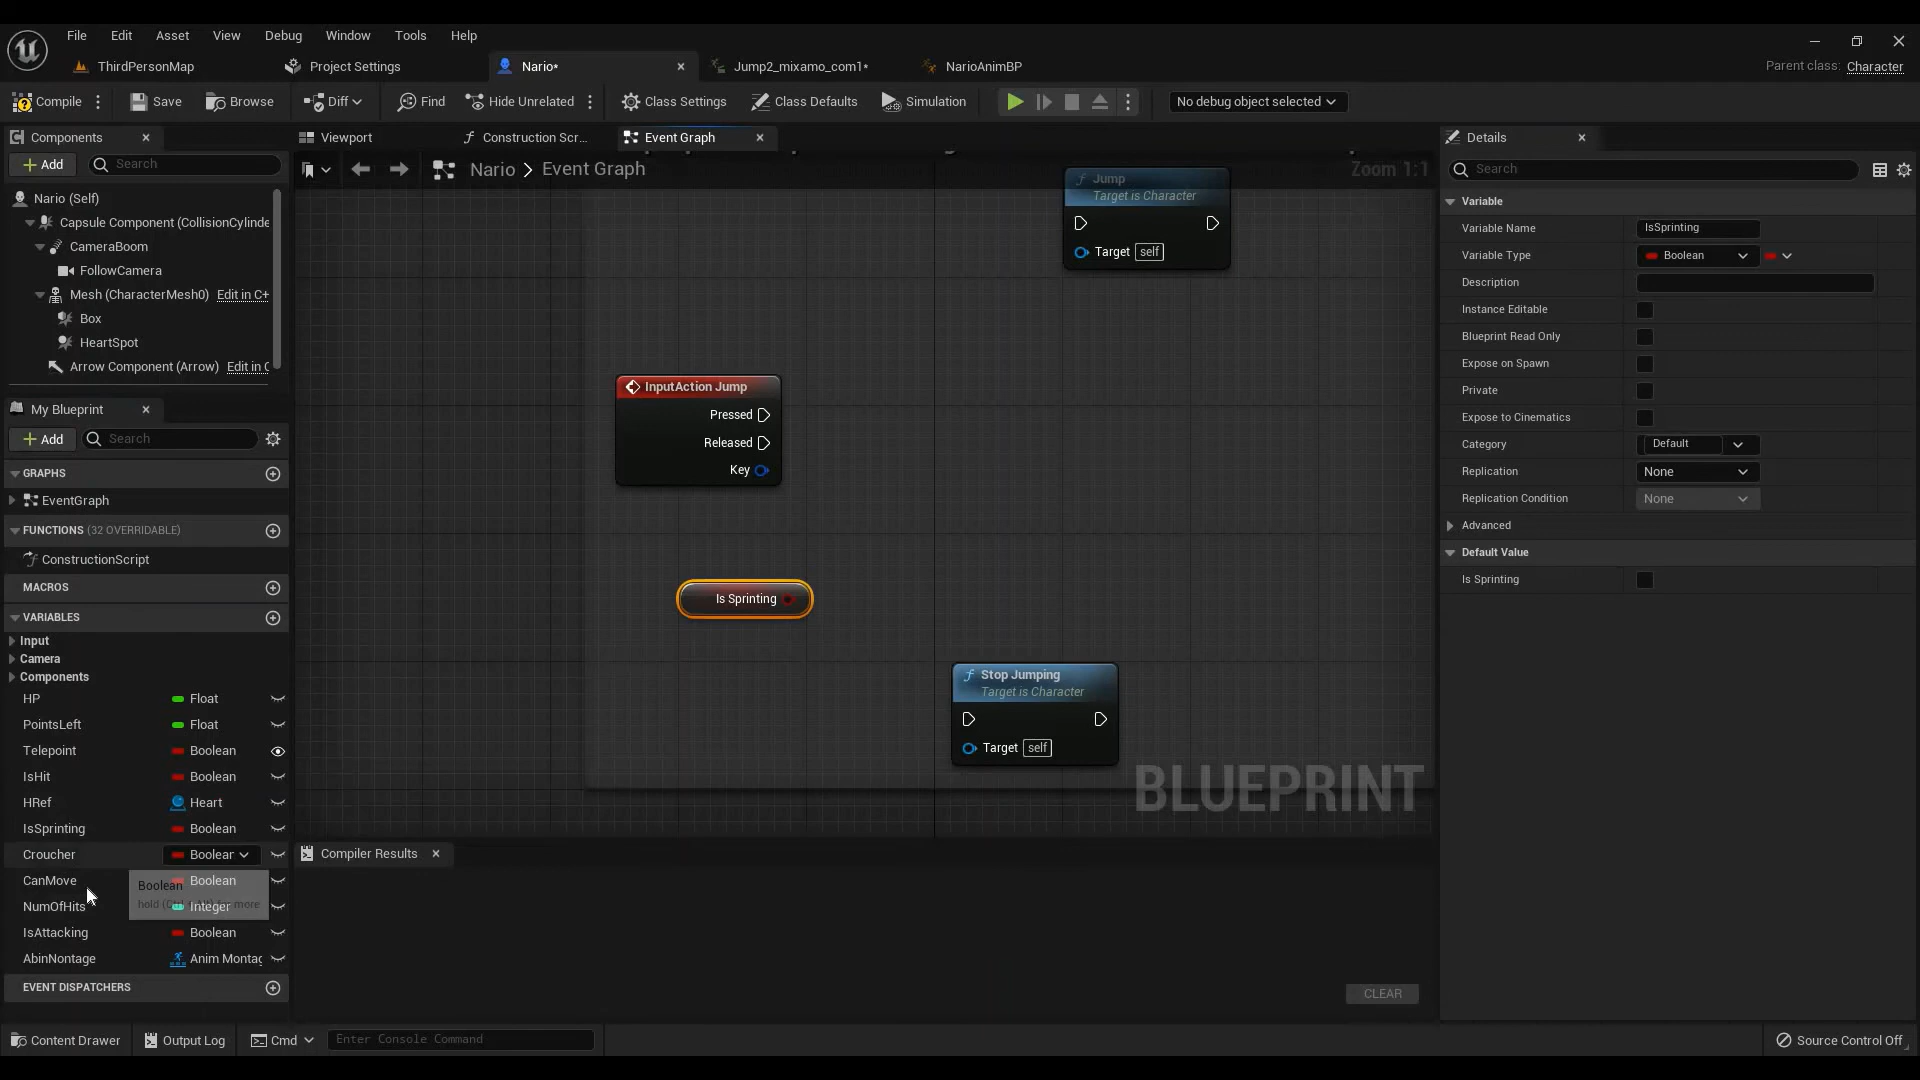 File Edit Asset View Debug Window Tools Help
ThirdPersonMap Project Settings Nario* Jump2_mixamo_com1* NarioAnimBP Parent class: Character
Compile Save Browse Diff Find Hide Unrelated Class Settings Class Defaults Simulation No debug object selected
Components Viewport Construction Scr... Event Graph Details
Add Search
Nario > Event Graph Zoom 1:1
Search
Nario (Self)
Capsule Component (CollisionCylinde
CameraBoom
FollowCamera
Mesh (CharacterMesh0) Edit in C+
Box
HeartSpot
Arrow Component (Arrow) Edit in C
My Blueprint
Add Search
GRAPHS
EventGraph
FUNCTIONS (32 OVERRIDABLE)
ConstructionScript
MACROS
VARIABLES
Input
Camera
Components
HP Float
PointsLeft Float
Telepoint Boolean
IsHit Boolean
HRef Heart
IsSprinting Boolean
Croucher Boolear
CanMove Boolean
Boolean
NumOfHits Integer
IsAttacking Boolean
AbinNontage Anim Montag
EVENT DISPATCHERS
Jump
Target is Character
Target self
InputAction Jump
Pressed
Released
Key
Is Sprinting
Stop Jumping
Target is Character
Target self
BLUEPRINT
Compiler Results
CLEAR
Variable
Variable Name IsSprinting
Variable Type Boolean
Description
Instance Editable
Blueprint Read Only
Expose on Spawn
Private
Expose to Cinematics
Category Default
Replication None
Replication Condition None
Advanced
Default Value
Is Sprinting
Content Drawer Output Log Cmd Enter Console Command Source Control Off